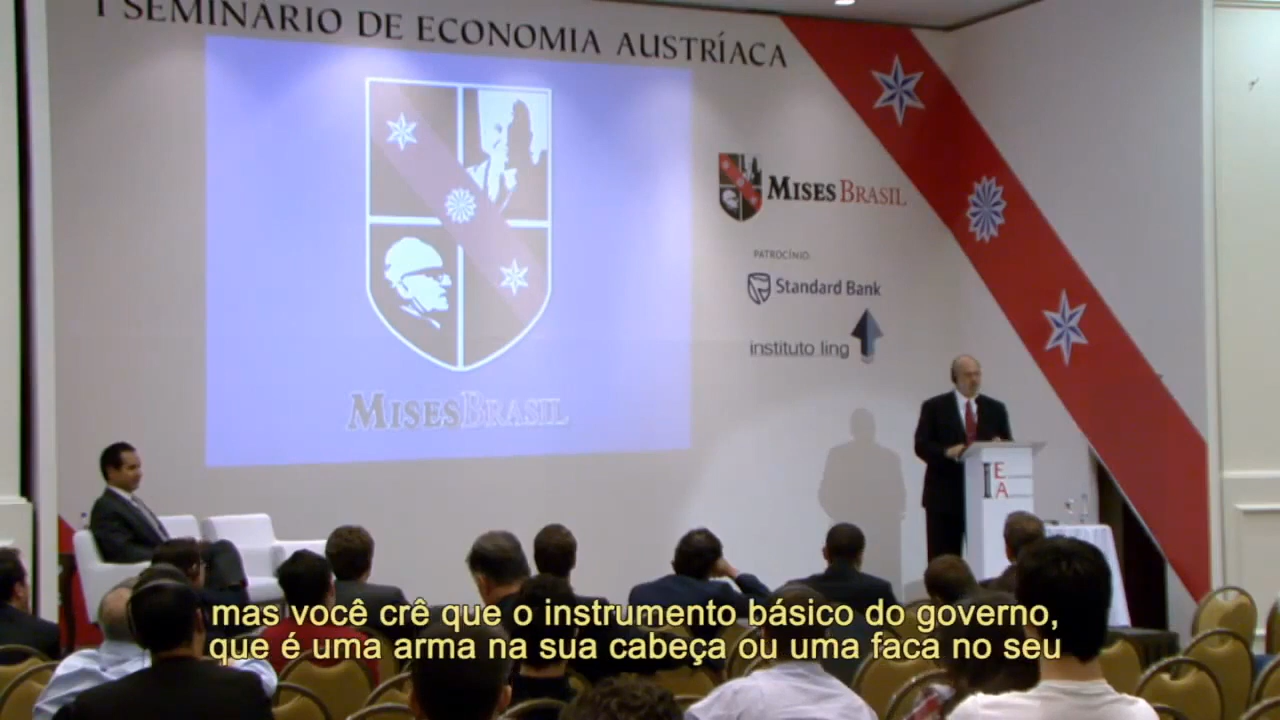 I SEMINÁRIO DE ECONOMIA AUSTRÍACA
MISES BRASIL
PATROCÍNIO:
Standard Bank
instituto ling
MISES BRASIL
IEA
mas você crê que o instrumento básico do governo,
que é uma arma na sua cabeça ou uma faca no seu